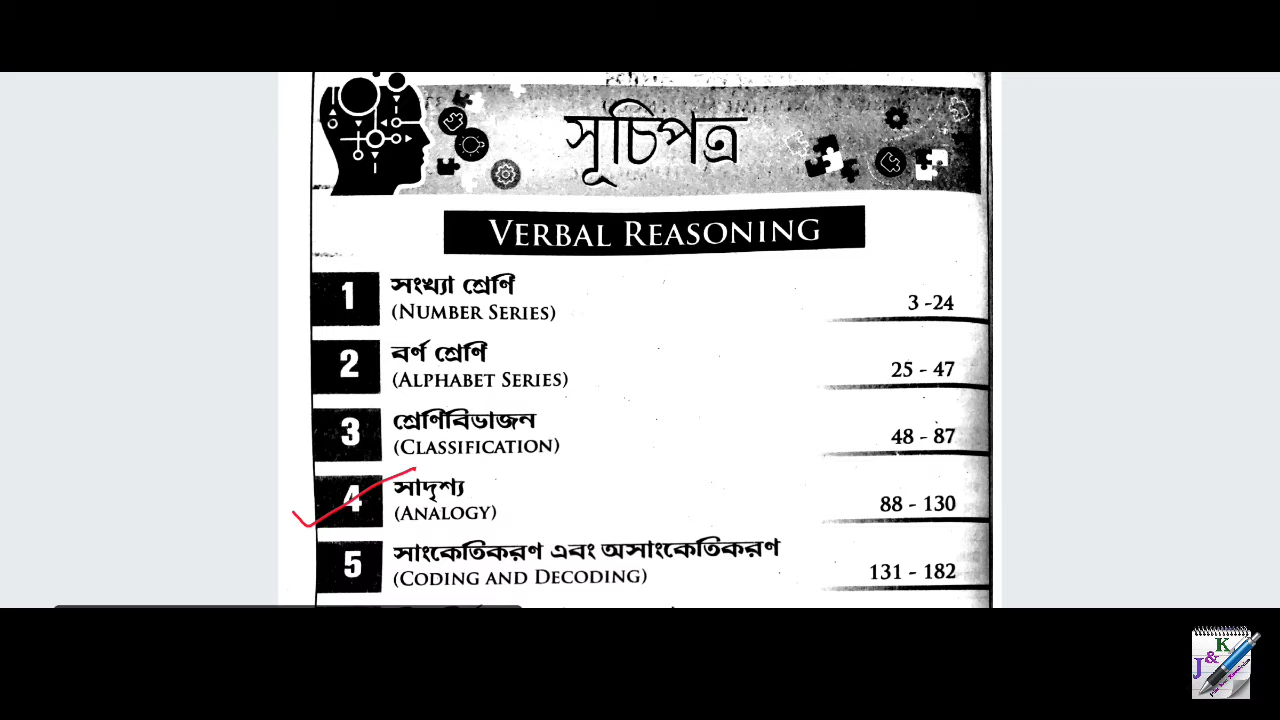 সূচিপত্র
VERBAL REASONING
1 সংখ্যা শ্রেণি
(NUMBER SERIES) 3 -24
2 বর্ণ শ্রেণি
(ALPHABET SERIES) 25 - 47
3 শ্রেণিবিভাজন
(CLASSIFICATION) 48 - 87
4 সাদৃশ্য
(ANALOGY) 88 - 130
5 সাংকেতিকরণ এবং অসাংকেতিকরণ
(CODING AND DECODING) 131 - 182
J&K